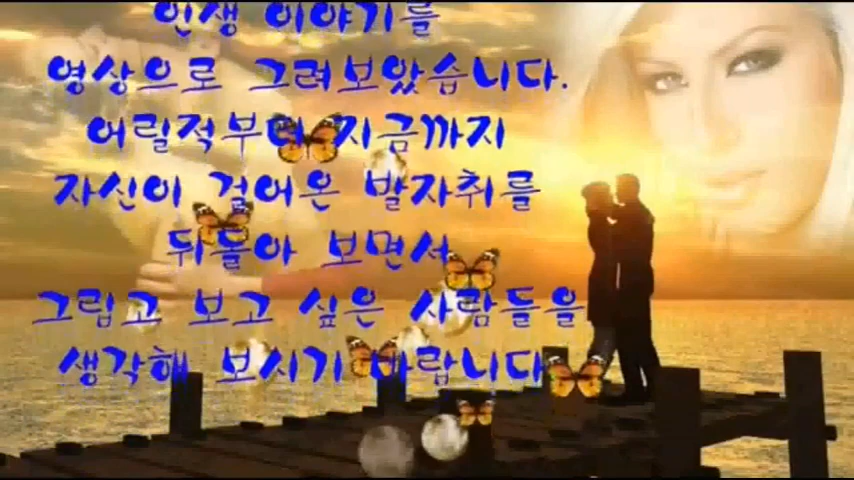 인생 이야기를
영상으로 그려보았습니다.
어릴적부터 지금까지
자신이 걸어온 발자취를
뒤돌아 보면서
그립고 보고 싶은 사람들을
생각해 보시기 바랍니다